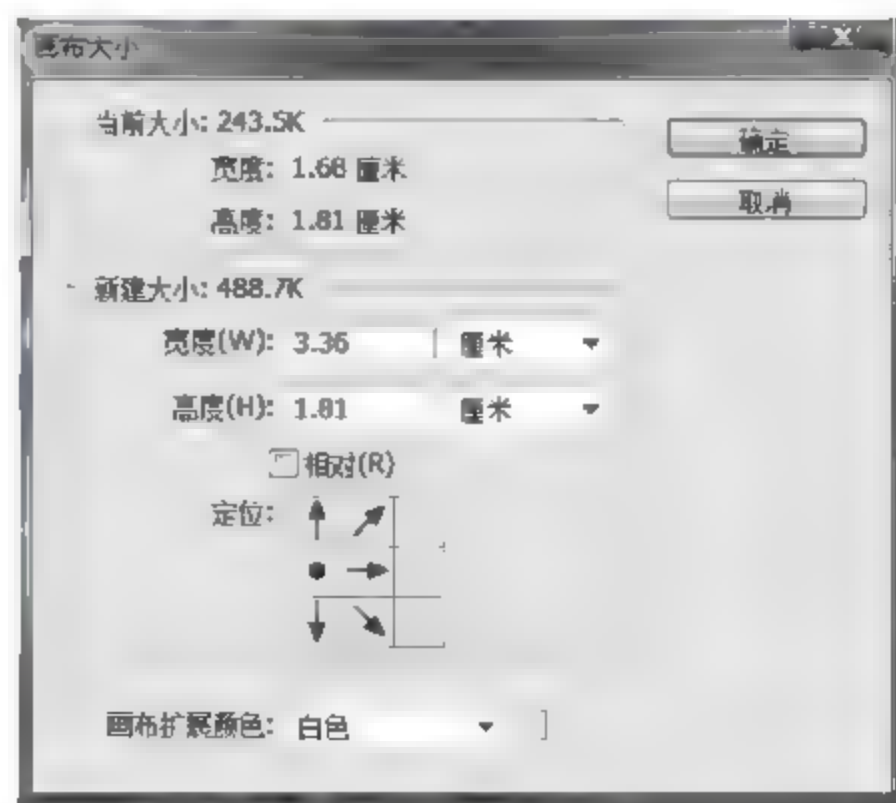 画布大小
当前大小: 243.5K
确定
宽度: 1.68 厘米
取消
高度: 1.81 厘米
新建大小: 488.7K
宽度(W): 3.36 厘米
高度(H): 1.81 厘米
相对(R)
定位:
画布扩展颜色: 白色